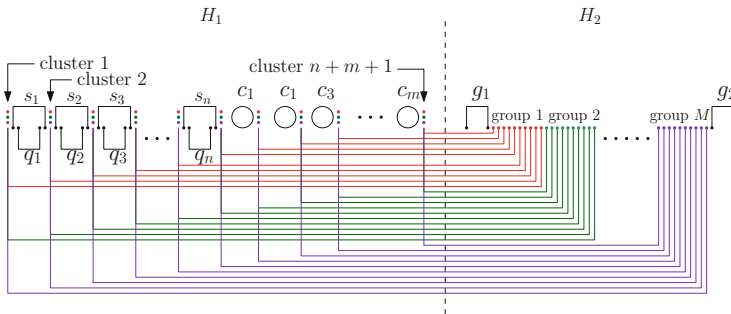 H₁ H₂
cluster 1
cluster 2
cluster n + m + 1
s₁ s₂ s₃ sₙ c₁ c₁ c₃ cₘ g₁ g₂
group 1 group 2 group M
q₁ q₂ q₃ qₙ